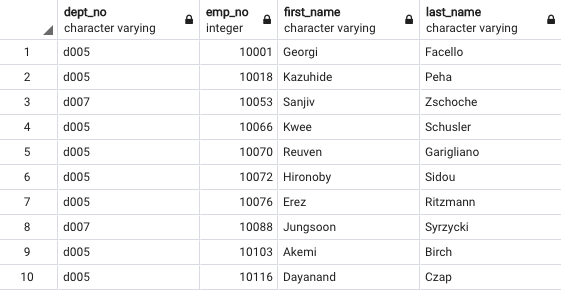 dept_no emp_no first_name last_name
character varying integer character varying character varying
1 d005 10001 Georgi Facello
2 d005 10018 Kazuhide Peha
3 d007 10053 Sanjiv Zschoche
4 d005 10066 Kwee Schusler
5 d005 10070 Reuven Garigliano
6 d005 10072 Hironoby Sidou
7 d005 10076 Erez Ritzmann
8 d007 10088 Jungsoon Syrzycki
9 d005 10103 Akemi Birch
10 d005 10116 Dayanand Czap